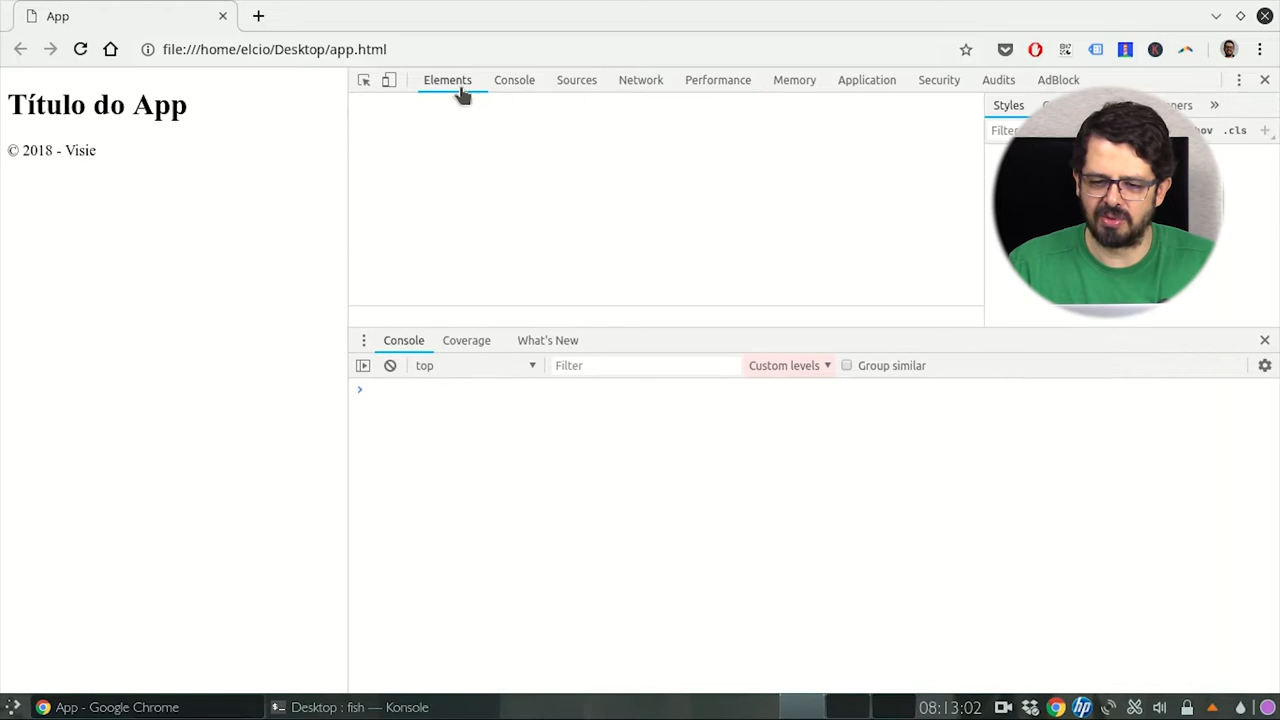 App
file:///home/elcio/Desktop/app.html
Título do App
© 2018 - Visie
Elements Console Sources Network Performance Memory Application Security Audits AdBlock
Styles
Filter
.cls
Console Coverage What's New
top Filter Custom levels Group similar
App - Google Chrome
Desktop : fish — Konsole
08:13:02